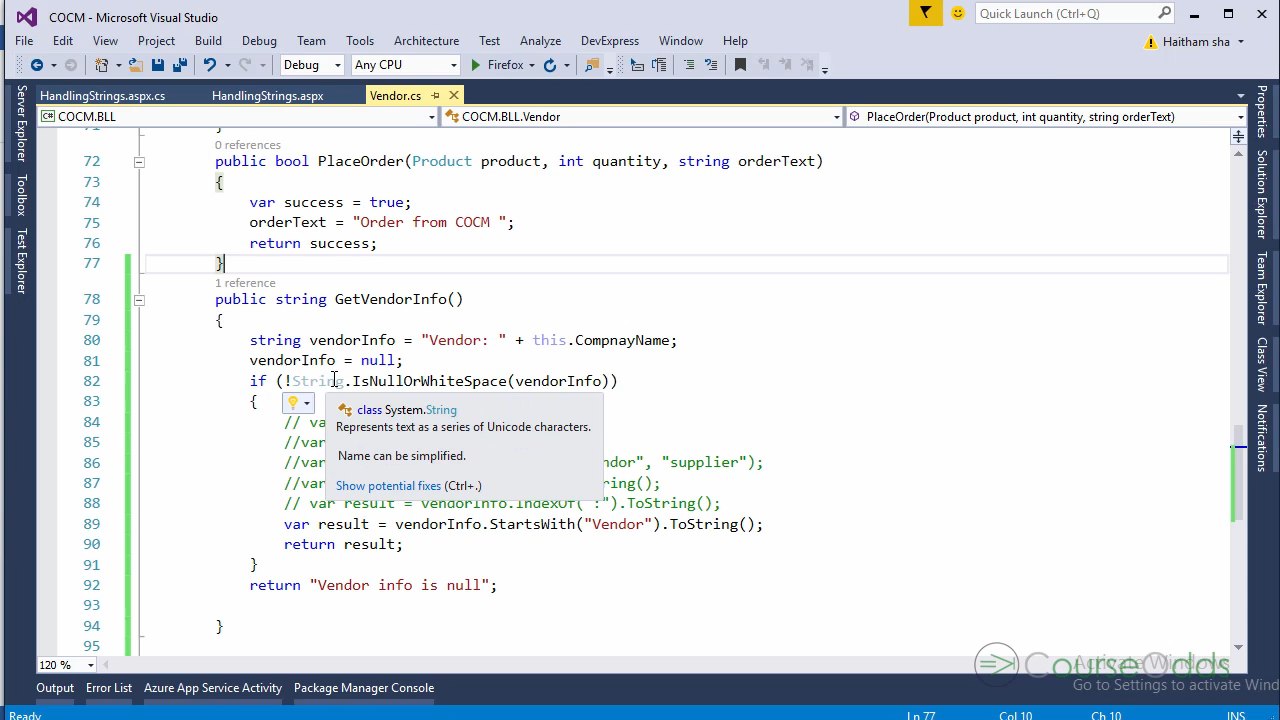 COCM - Microsoft Visual Studio
Quick Launch (Ctrl+Q)
File Edit View Project Build Debug Team Tools Architecture Test Analyze DevExpress Window Help
Haitham sha
Debug Any CPU Firefox
HandlingStrings.aspx.cs HandlingStrings.aspx Vendor.cs
COCM.BLL COCM.BLL.Vendor PlaceOrder(Product product, int quantity, string orderText)
Server Explorer
Toolbox
Test Explorer
71 }
0 references
72 public bool PlaceOrder(Product product, int quantity, string orderText)
73 {
74 var success = true;
75 orderText = "Order from COCM ";
76 return success;
77 }
1 reference
78 public string GetVendorInfo()
79 {
80 string vendorInfo = "Vendor: " + this.CompnayName;
81 vendorInfo = null;
82 if (!String.IsNullOrWhiteSpace(vendorInfo))
83 {
84 // va
85 //var
86 //var ndor", "supplier");
87 //var ring();
88 // var result = vendorInfo.IndexOf(":").ToString();
89 var result = vendorInfo.StartsWith("Vendor").ToString();
90 return result;
91 }
92 return "Vendor info is null";
93
94 }
95
class System.String
Represents text as a series of Unicode characters.
Name can be simplified.
Show potential fixes (Ctrl+.)
Properties
Solution Explorer
Team Explorer
Class View
Notifications
120 %
CourseOdds
Activate Windows
Go to Settings to activate Wind
Output Error List Azure App Service Activity Package Manager Console
Ready Ln 77 Col 10 Ch 10 INS